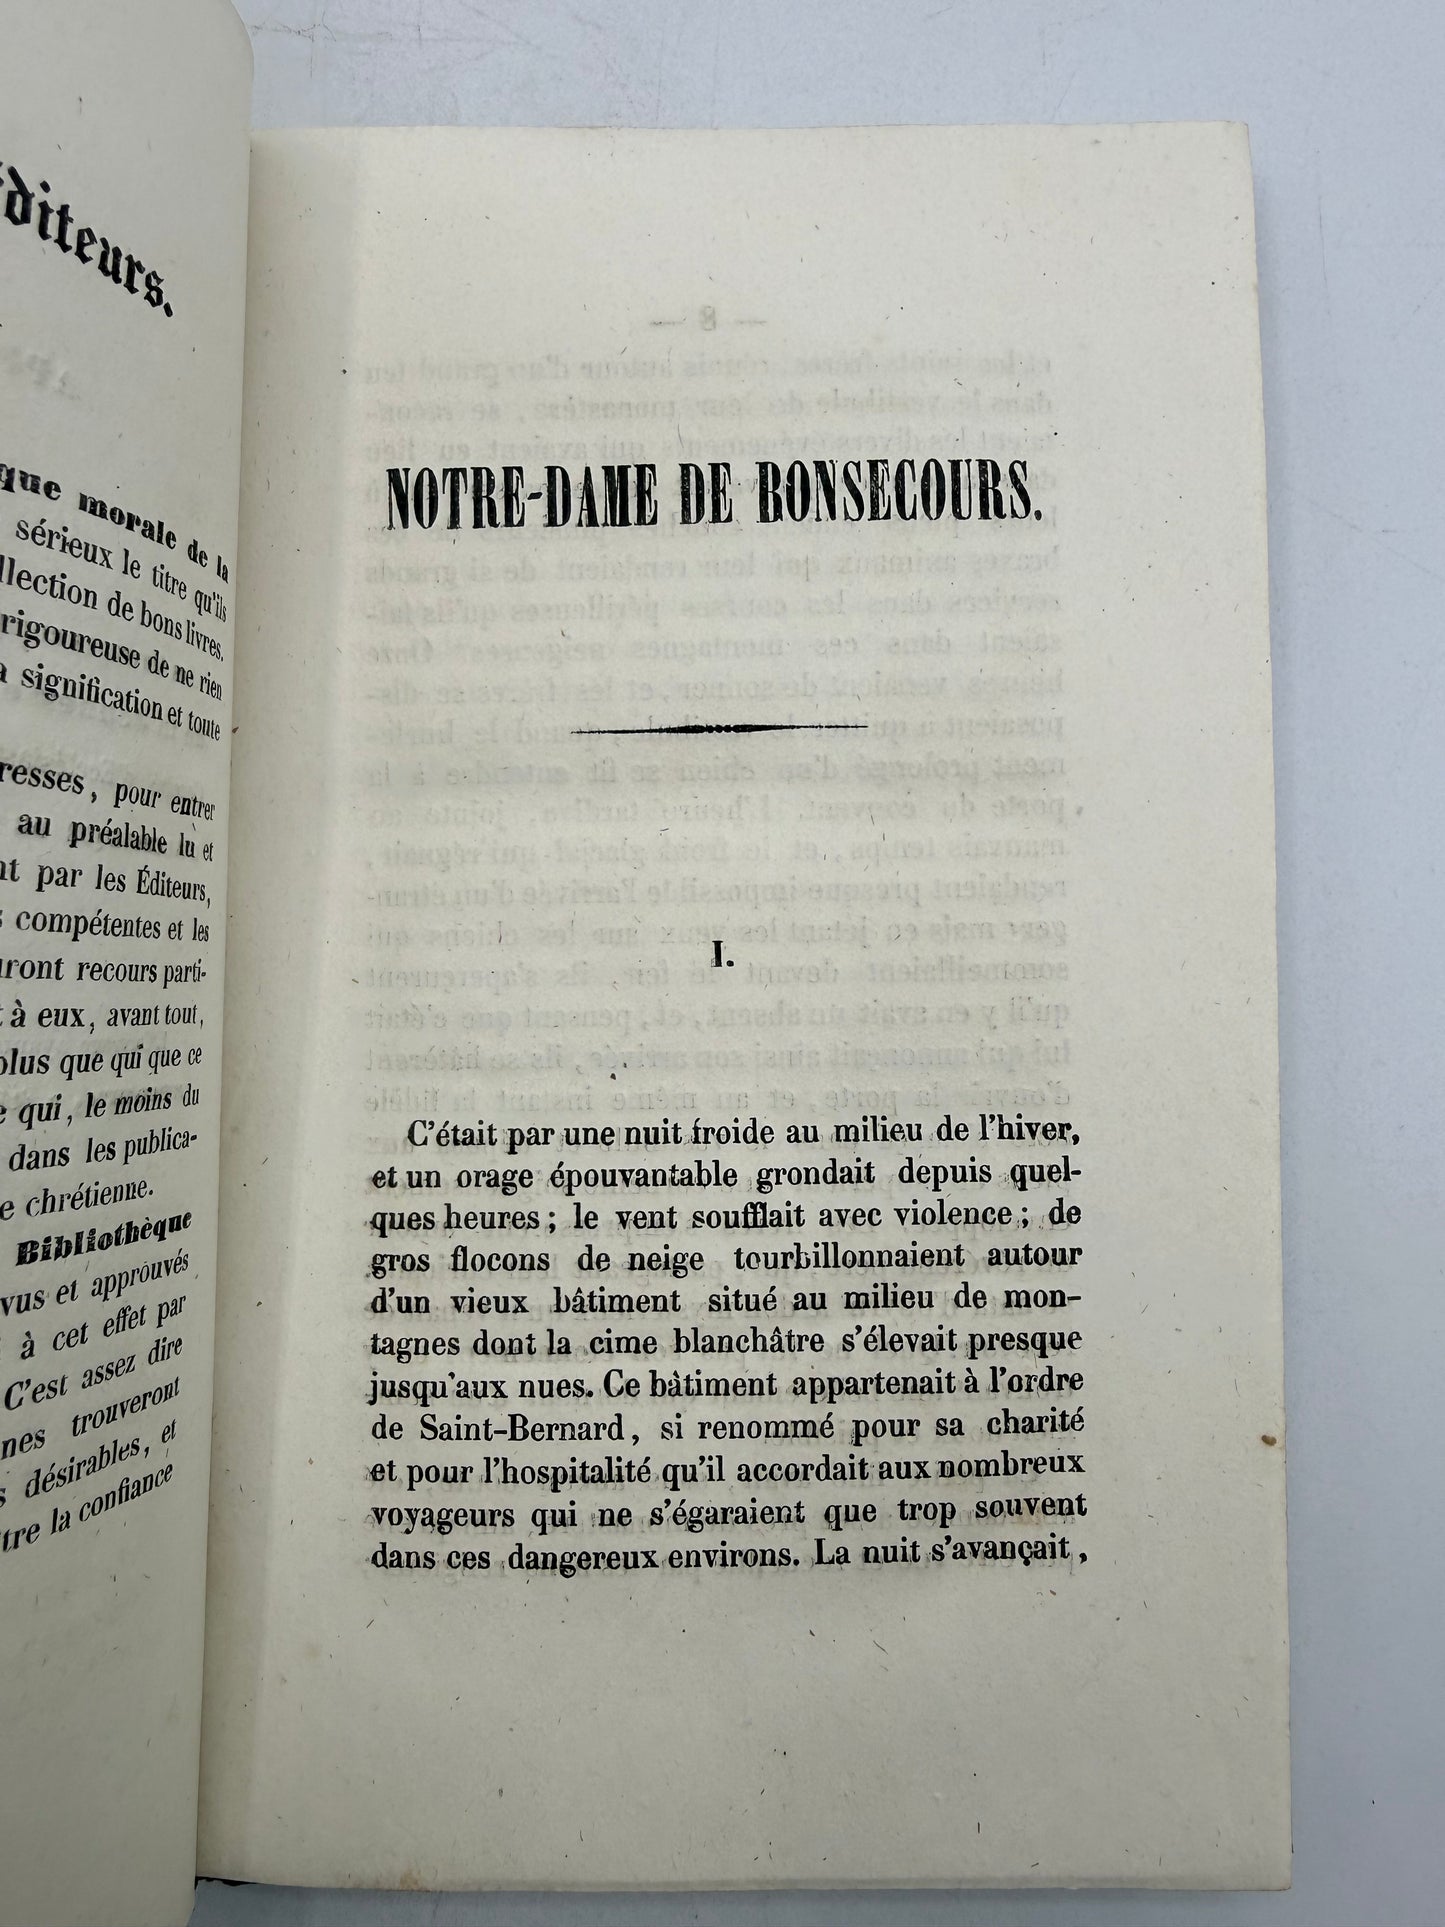 Éditeurs.
que morale de la
sérieux le titre qu'ils
llection de bons livres.
rigoureuse de ne rien
a signification et toute
resses, pour entrer
au préalable lu et
nt par les Éditeurs,
s compétentes et les
uront recours parti-
t à eux, avant tout,
plus que qui que ce
e qui, le moins du
dans les publica-
e chrétienne.
Bibliothèque
vus et approuvés
à cet effet par
C'est assez dire
nes trouveront
s désirables, et
tre la confiance
NOTRE-DAME DE BONSECOURS.
I.
C'était par une nuit froide au milieu de l'hiver,
et un orage épouvantable grondait depuis quel-
ques heures ; le vent soufflait avec violence ; de
gros flocons de neige tourbillonnaient autour
d'un vieux bâtiment situé au milieu de mon-
tagnes dont la cime blanchâtre s'élevait presque
jusqu'aux nues. Ce bâtiment appartenait à l'ordre
de Saint-Bernard, si renommé pour sa charité
et pour l'hospitalité qu'il accordait aux nombreux
voyageurs qui ne s'égaraient que trop souvent
dans ces dangereux environs. La nuit s'avançait,